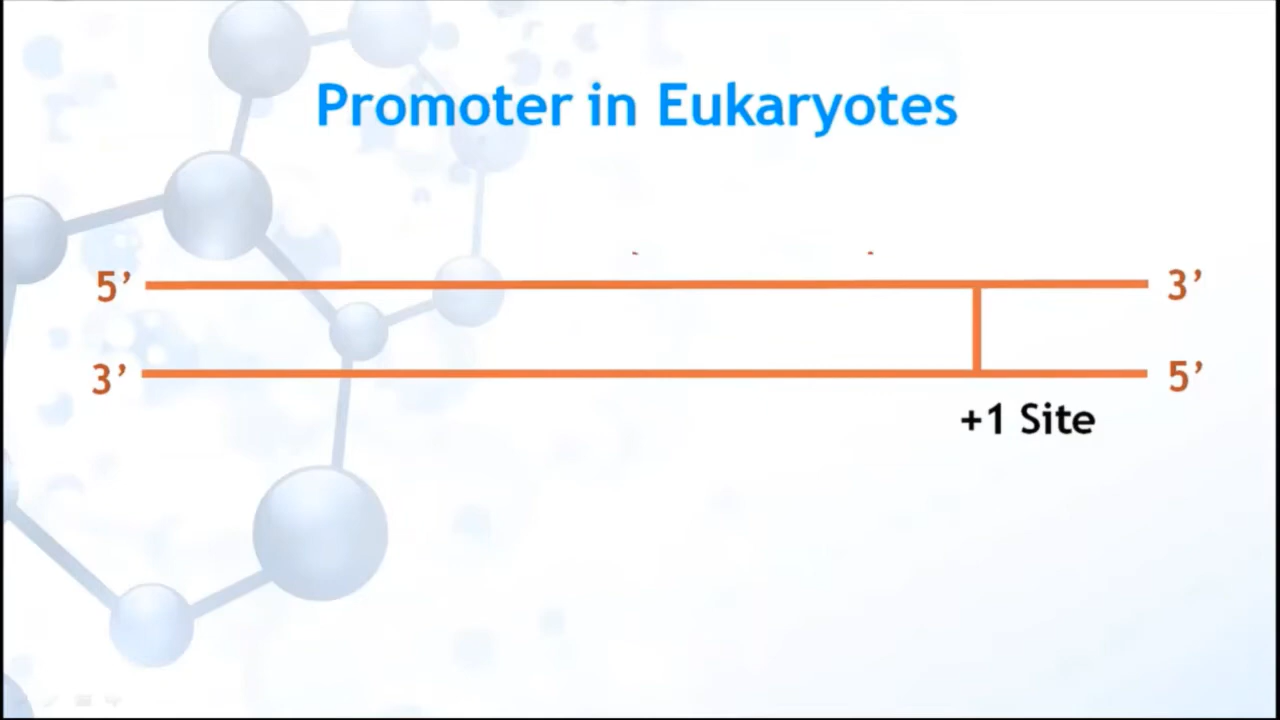 Promoter in Eukaryotes
5’ 3’
3’ 5’
+1 Site